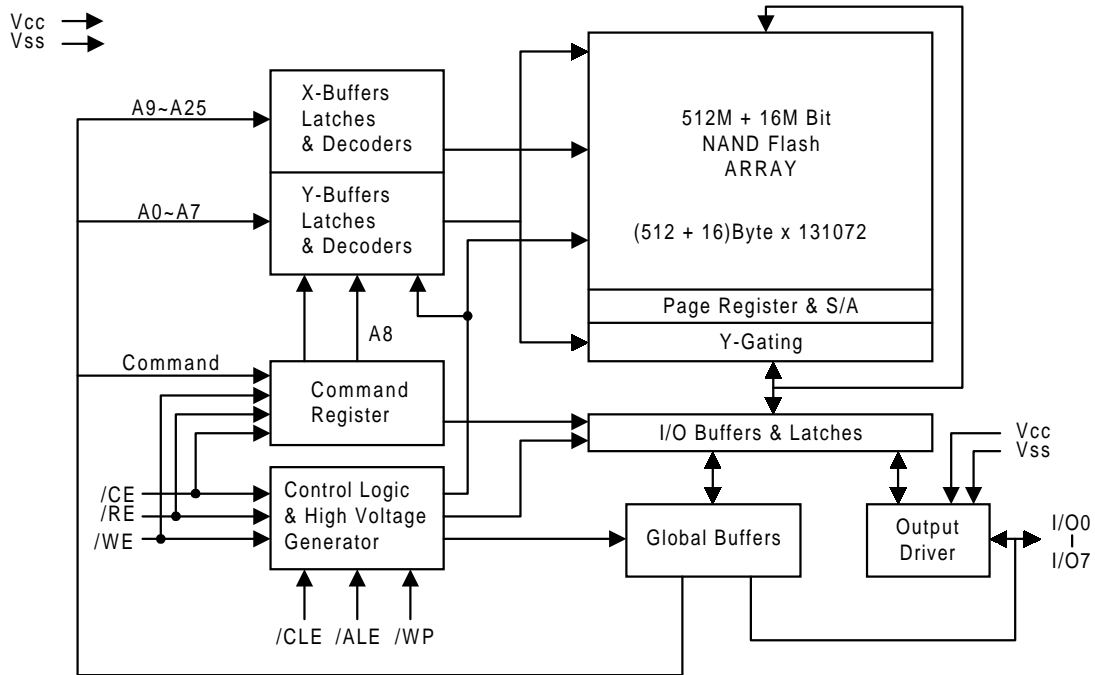 Vcc
Vss
A9~A25
X-Buffers
Latches
& Decoders
A0~A7
Y-Buffers
Latches
& Decoders
512M + 16M Bit
NAND Flash
ARRAY
(512 + 16)Byte x 131072
Page Register & S/A
Y-Gating
A8
Command
Command
Register
I/O Buffers & Latches
Vcc
Vss
/CE
/RE
/WE
Control Logic
& High Voltage
Generator
Global Buffers
Output
Driver
I/O0
I/O7
/CLE
/ALE
/WP